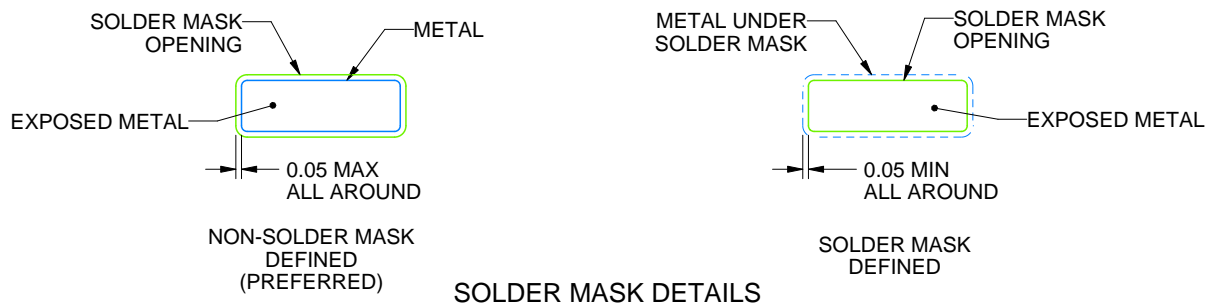 SOLDER MASK
OPENING
METAL
EXPOSED METAL
0.05 MAX
ALL AROUND
NON-SOLDER MASK
DEFINED
(PREFERRED)
METAL UNDER
SOLDER MASK
SOLDER MASK
OPENING
EXPOSED METAL
0.05 MIN
ALL AROUND
SOLDER MASK
DEFINED
SOLDER MASK DETAILS